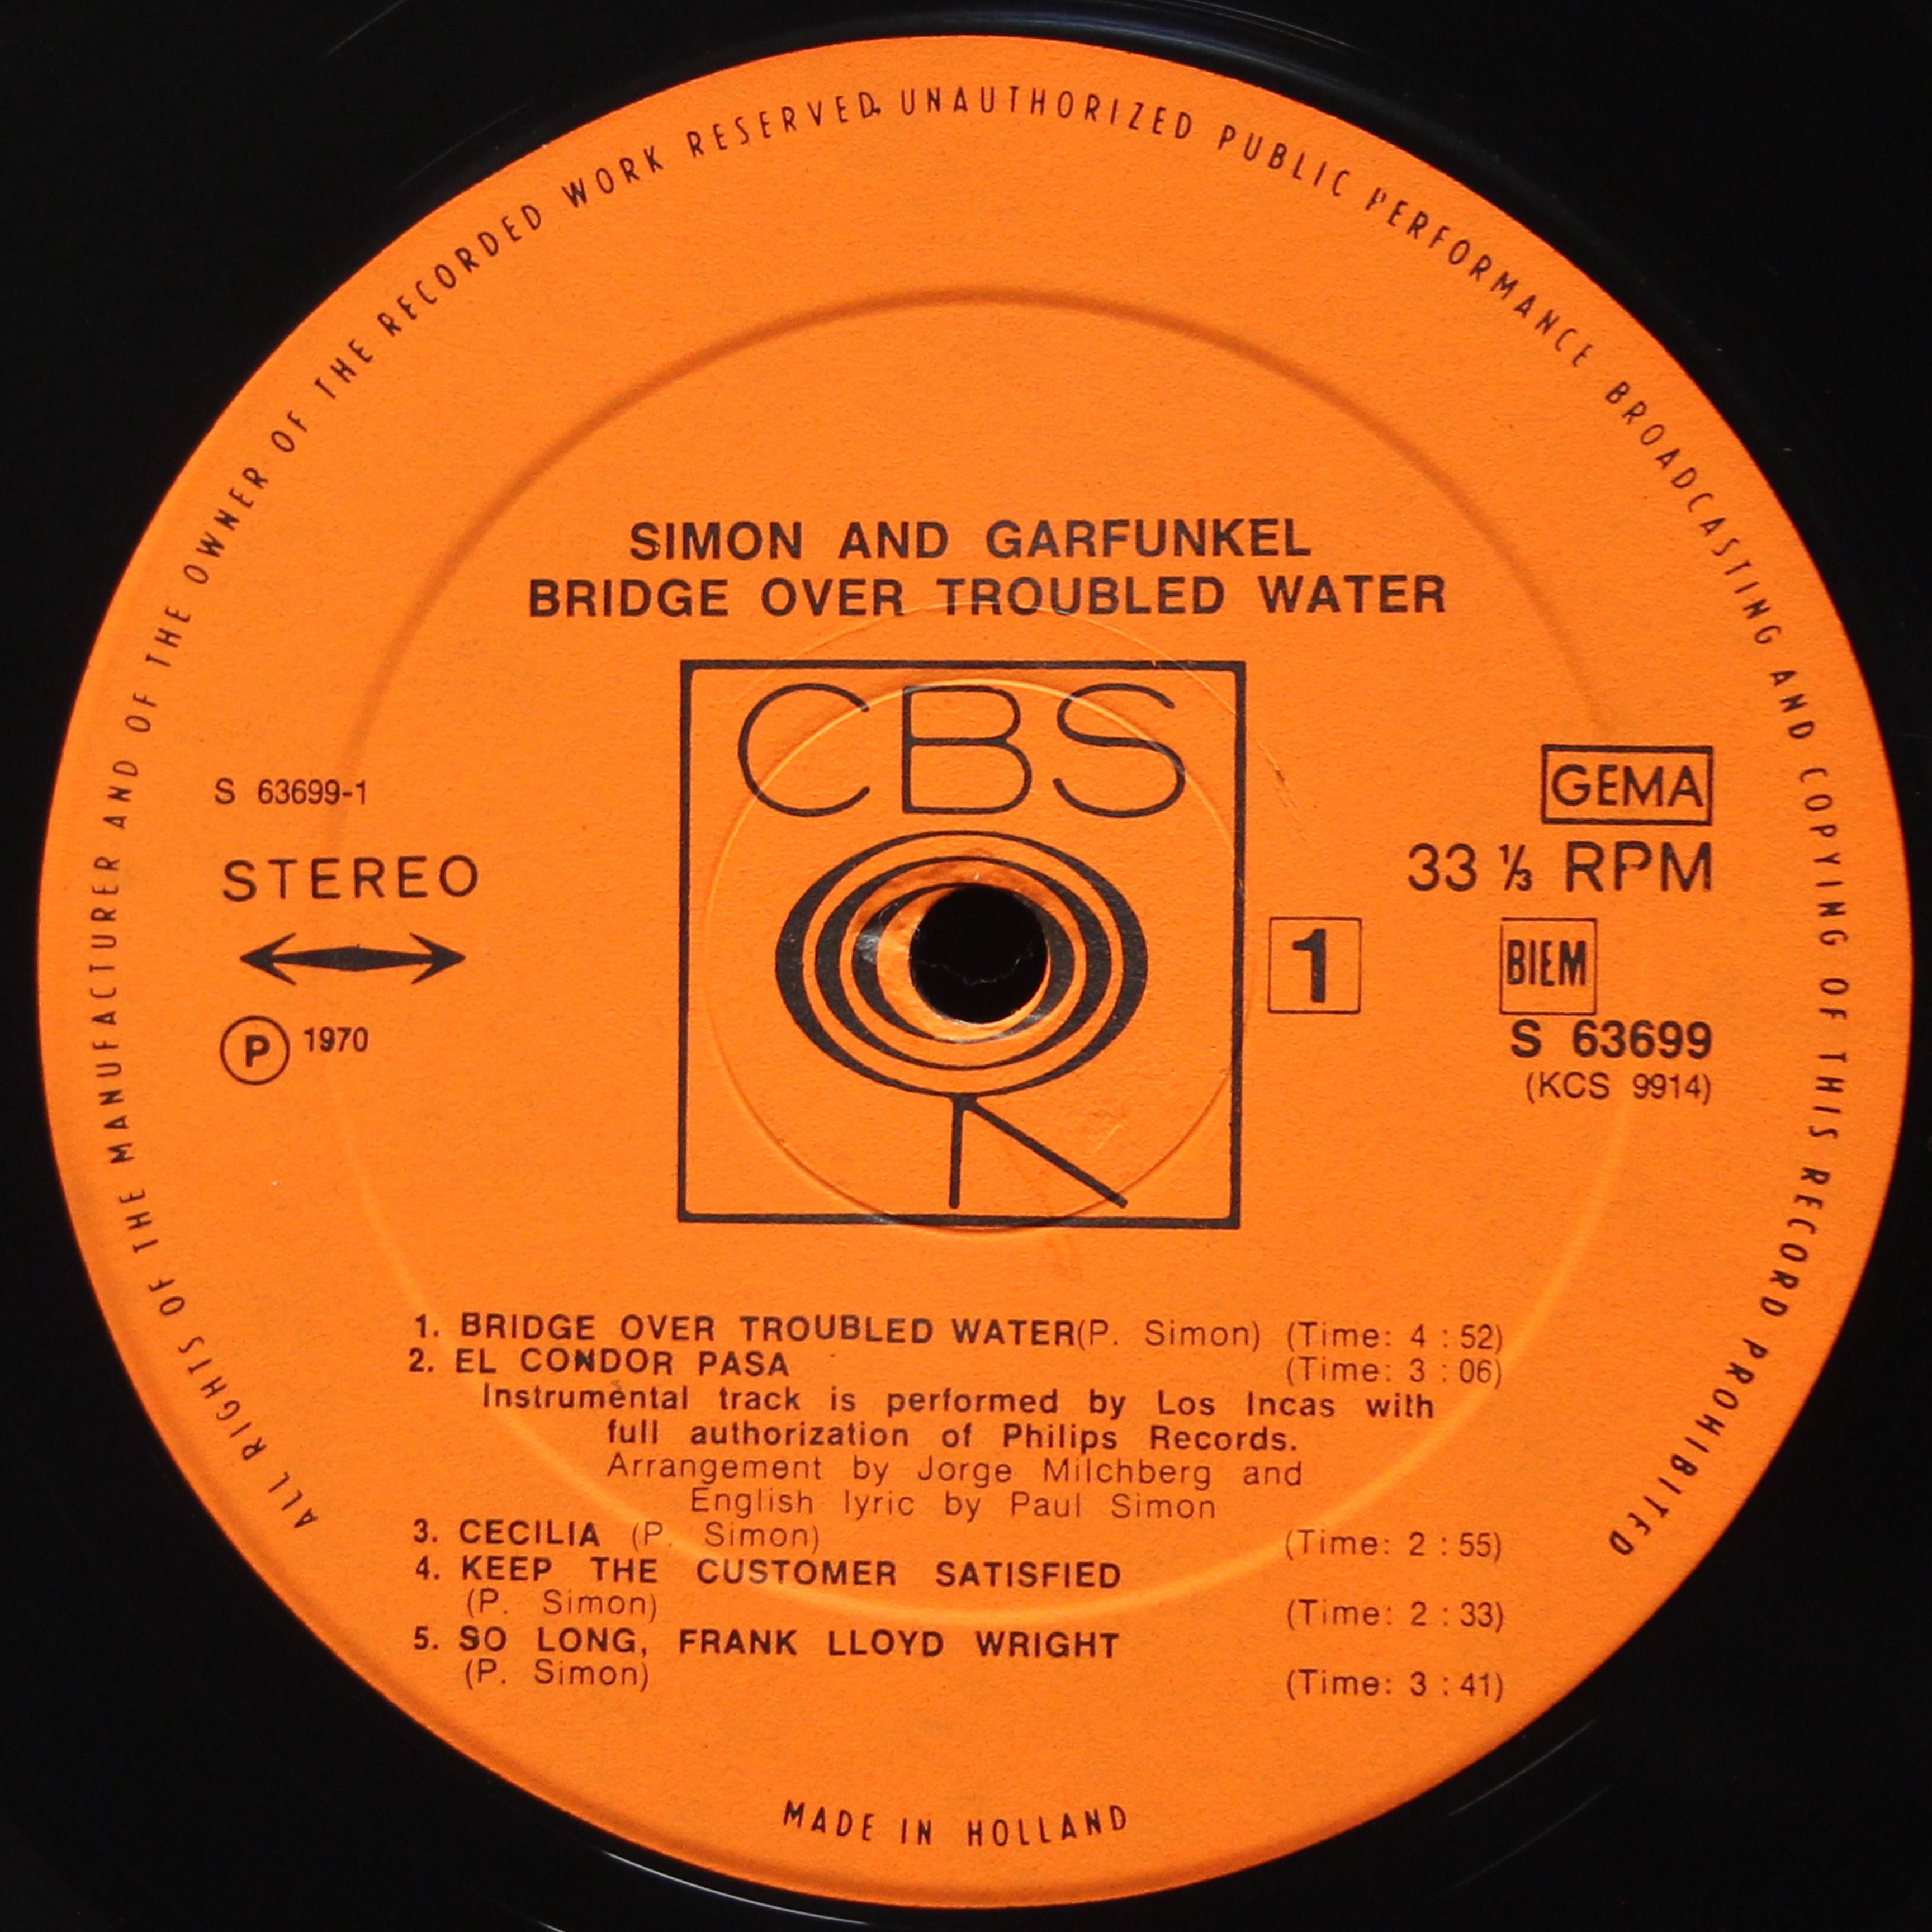 ALL RIGHTS OF THE MANUFACTURER AND OF THE OWNER OF THE RECORDED WORK RESERVED. UNAUTHORIZED PUBLIC PERFORMANCE BROADCASTING AND COPYING OF THIS RECORD PROHIBITED
SIMON AND GARFUNKEL
BRIDGE OVER TROUBLED WATER
CBS
S 63699-1
STEREO
Ⓟ 1970
GEMA
33 ⅓ RPM
1
BIEM
S 63699
(KCS 9914)
1. BRIDGE OVER TROUBLED WATER(P. Simon) (Time: 4 : 52)
2. EL CONDOR PASA (Time: 3 : 06)
Instrumental track is performed by Los Incas with
full authorization of Philips Records.
Arrangement by Jorge Milchberg and
English lyric by Paul Simon
3. CECILIA (P. Simon) (Time: 2 : 55)
4. KEEP THE CUSTOMER SATISFIED
(P. Simon) (Time: 2 : 33)
5. SO LONG, FRANK LLOYD WRIGHT
(P. Simon) (Time: 3 : 41)
MADE IN HOLLAND